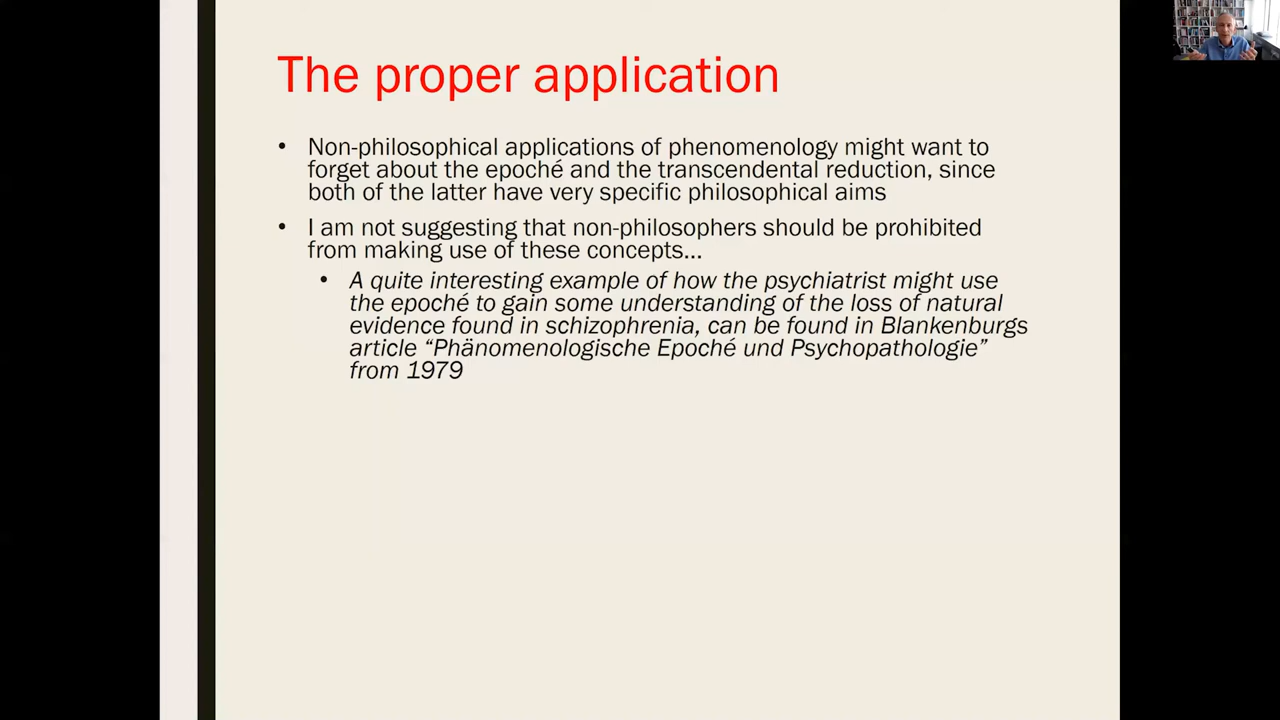 The proper application
• Non-philosophical applications of phenomenology might want to
forget about the epoché and the transcendental reduction, since
both of the latter have very specific philosophical aims
• I am not suggesting that non-philosophers should be prohibited
from making use of these concepts...
• A quite interesting example of how the psychiatrist might use
the epoché to gain some understanding of the loss of natural
evidence found in schizophrenia, can be found in Blankenburgs
article “Phänomenologische Epoché und Psychopathologie”
from 1979